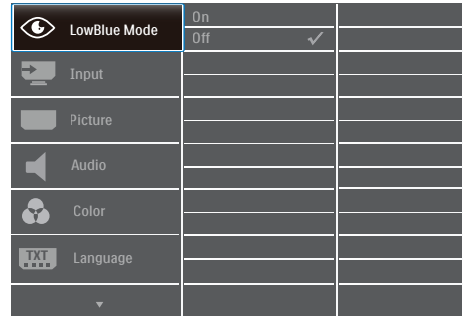 LowBlue Mode
On
Off
Input
Picture
Audio
Color
TXT
Language